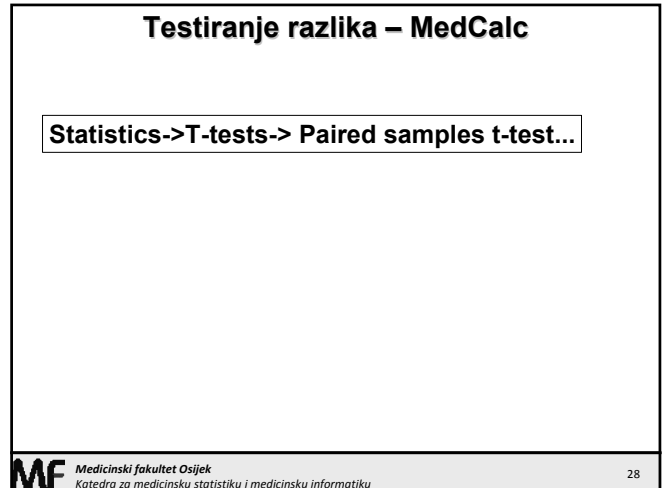 Testiranje razlika – MedCalc
Statistics->T-tests-> Paired samples t-test...
MF Medicinski fakultet Osijek
Katedra za medicinsku statistiku i medicinsku informatiku
28